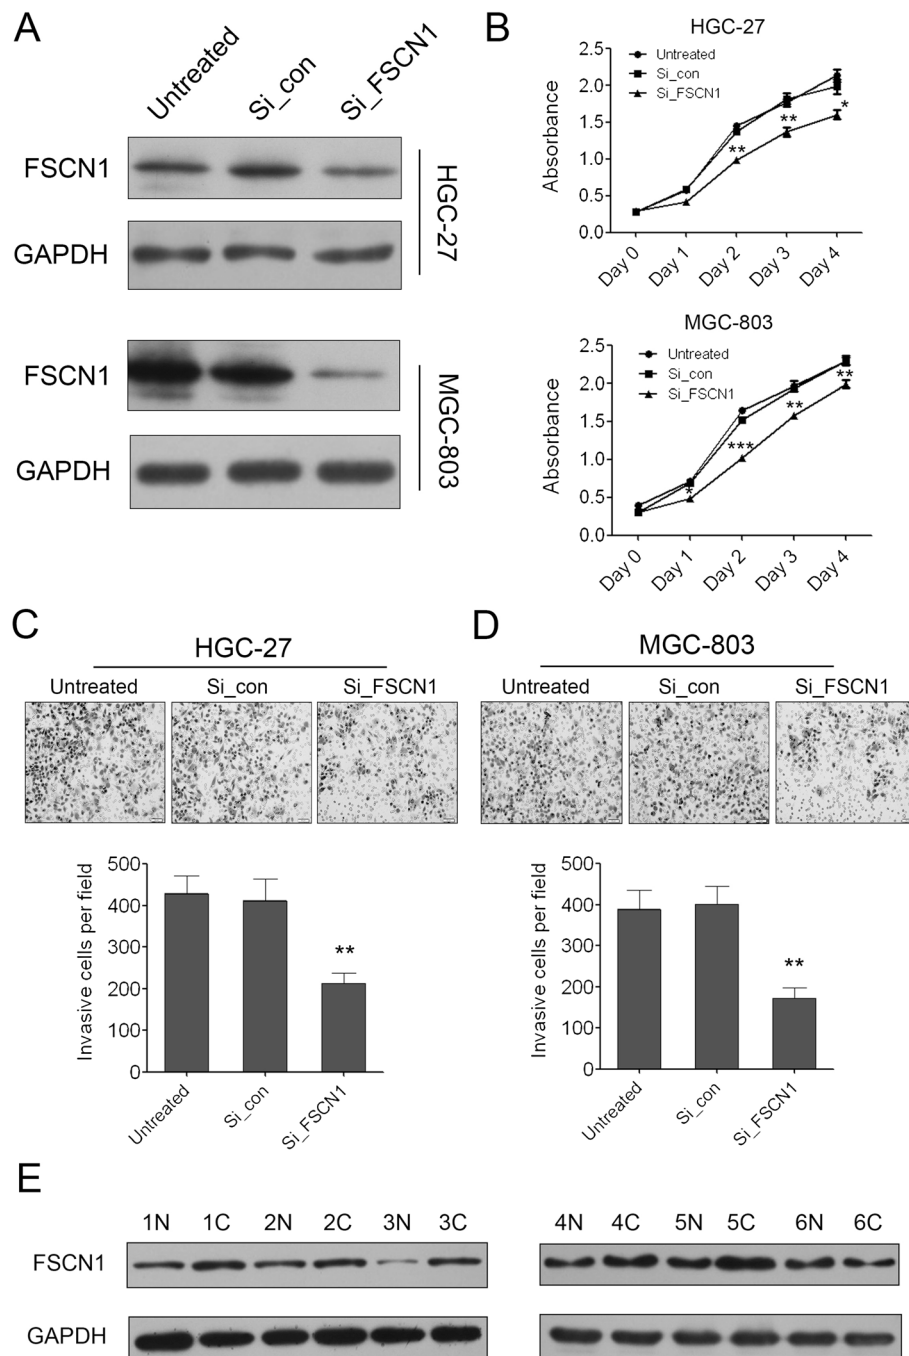 A
Untreated
Si_con
Si_FSCN1
FSCN1
GAPDH
HGC-27
FSCN1
GAPDH
MGC-803
B
HGC-27
Untreated
Si_con
Si_FSCN1
Absorbance
2.5
2.0
1.5
1.0
0.5
0.0
**
**
*
Day 0
Day 1
Day 2
Day 3
Day 4
MGC-803
Untreated
Si_con
Si_FSCN1
Absorbance
2.5
2.0
1.5
1.0
0.5
0.0
*
***
**
**
Day 0
Day 1
Day 2
Day 3
Day 4
C
HGC-27
Untreated Si_con Si_FSCN1
Invasive cells per field
500
400
300
200
100
0
**
Untreated
Si_con
Si_FSCN1
D
MGC-803
Untreated Si_con Si_FSCN1
Invasive cells per field
500
400
300
200
100
0
**
Untreated
Si_con
Si_FSCN1
E
1N 1C 2N 2C 3N 3C 4N 4C 5N 5C 6N 6C
FSCN1
GAPDH